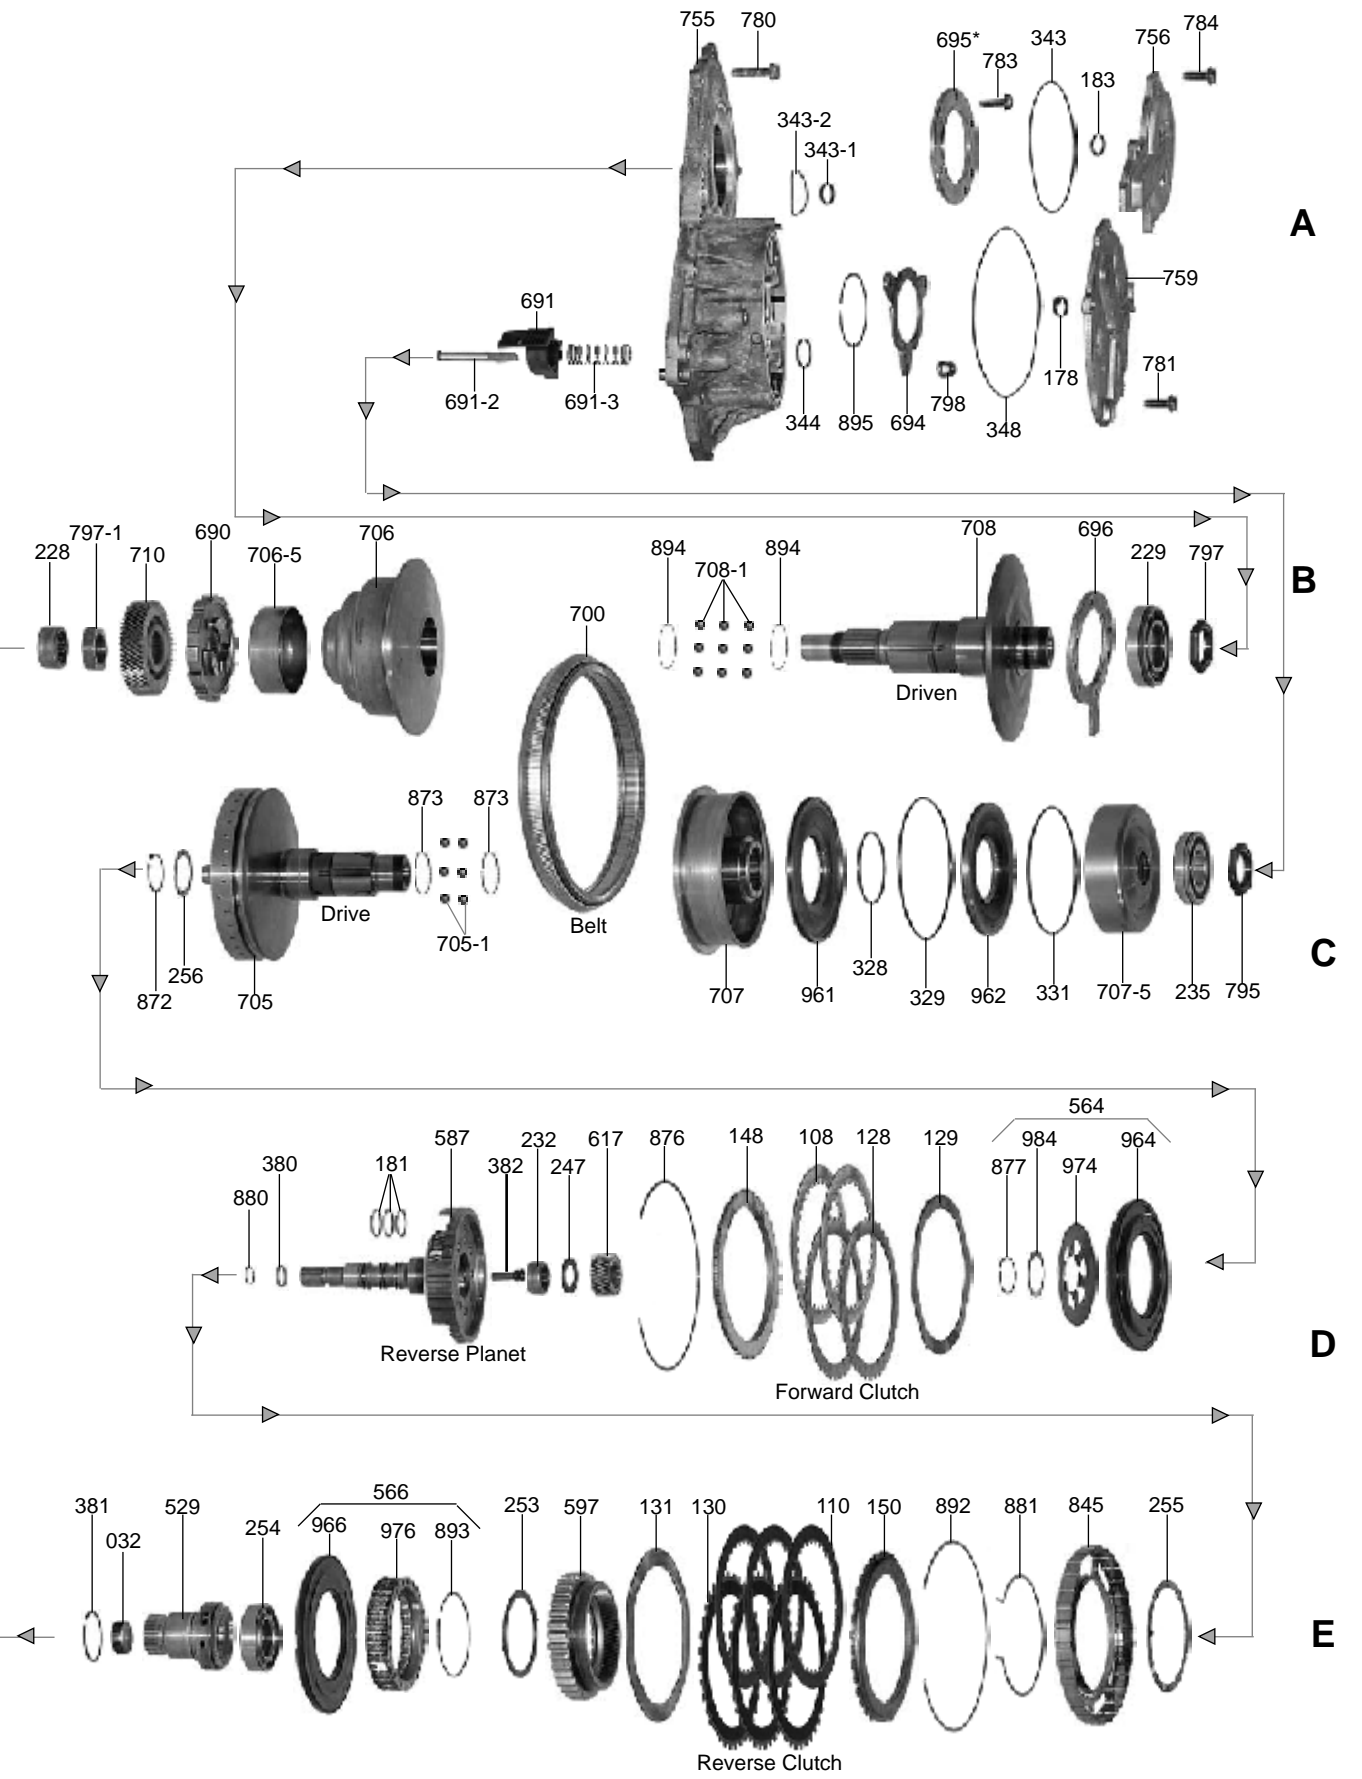 755 780
695* 783 343 183 756 784
343-2 343-1
A
759
691
691-2 691-3
344 895 694 798 348 178 781
228 797-1 710 690 706-5 706
894 708-1 894 708 696 229 797
B
700
Driven
873 873
Drive
705-1
Belt
872 256 705
707 961 328 329 962 331 707-5 235 795
C
564
880 380 181 587 382 232 247 617 876 148 108 128 129 877 984 974 964
Reverse Planet
Forward Clutch
D
566
381 032 529 254 966 976 893 253 597 131 130 110 150 892 881 845 255
E
Reverse Clutch